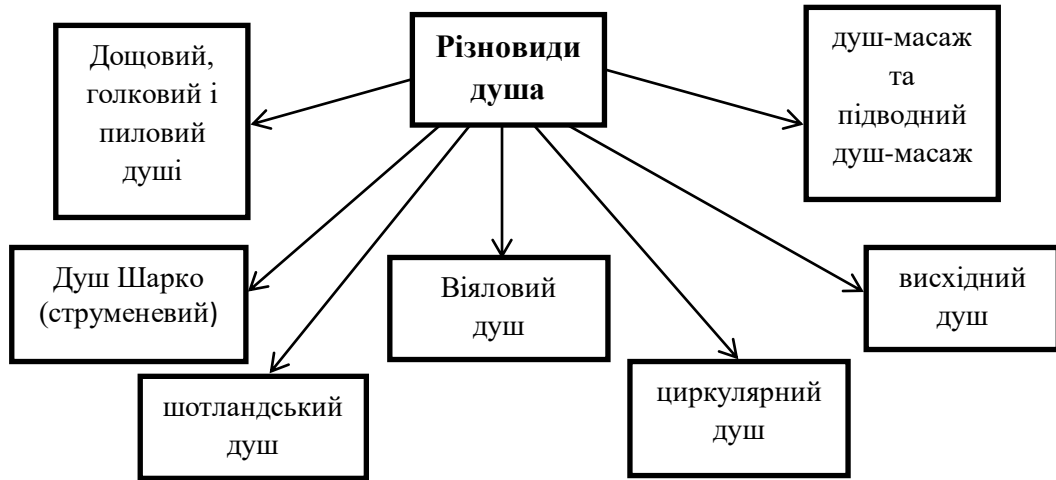 Різновиди
душа
Дощовий,
голковий і
пиловий
душі
душ-масаж
та
підводний
душ-масаж
Душ Шарко
(струменевий)
Віяловий
душ
висхідний
душ
шотландський
душ
циркулярний
душ